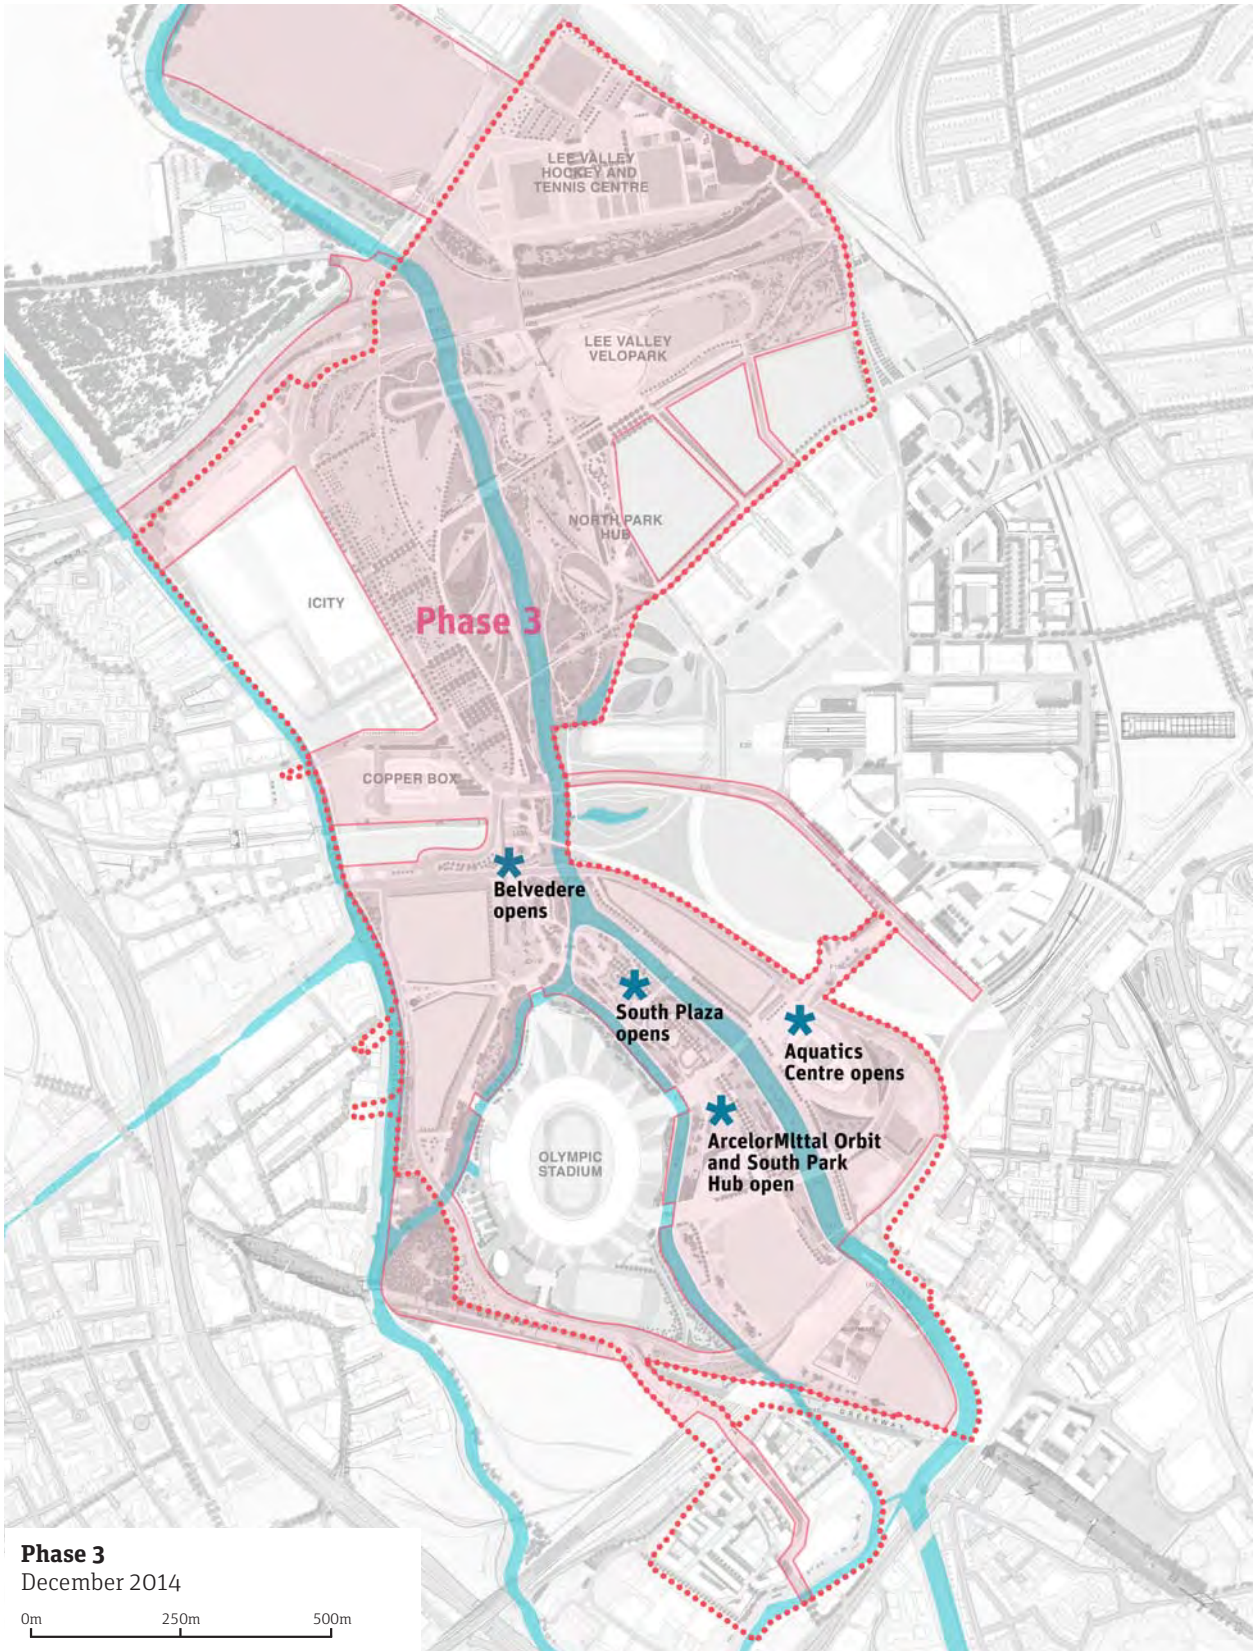 LEE VALLEY
HOCKEY AND
TENNIS CENTRE
LEE VALLEY
VELOPARK
NORTH PARK
HUB
ICITY
Phase 3
COPPER BOX
Belvedere
opens
South Plaza
opens
Aquatics
Centre opens
ArcelorMIttal Orbit
and South Park
Hub open
OLYMPIC
STADIUM
GREENWAY
Phase 3
December 2014
0m 250m 500m